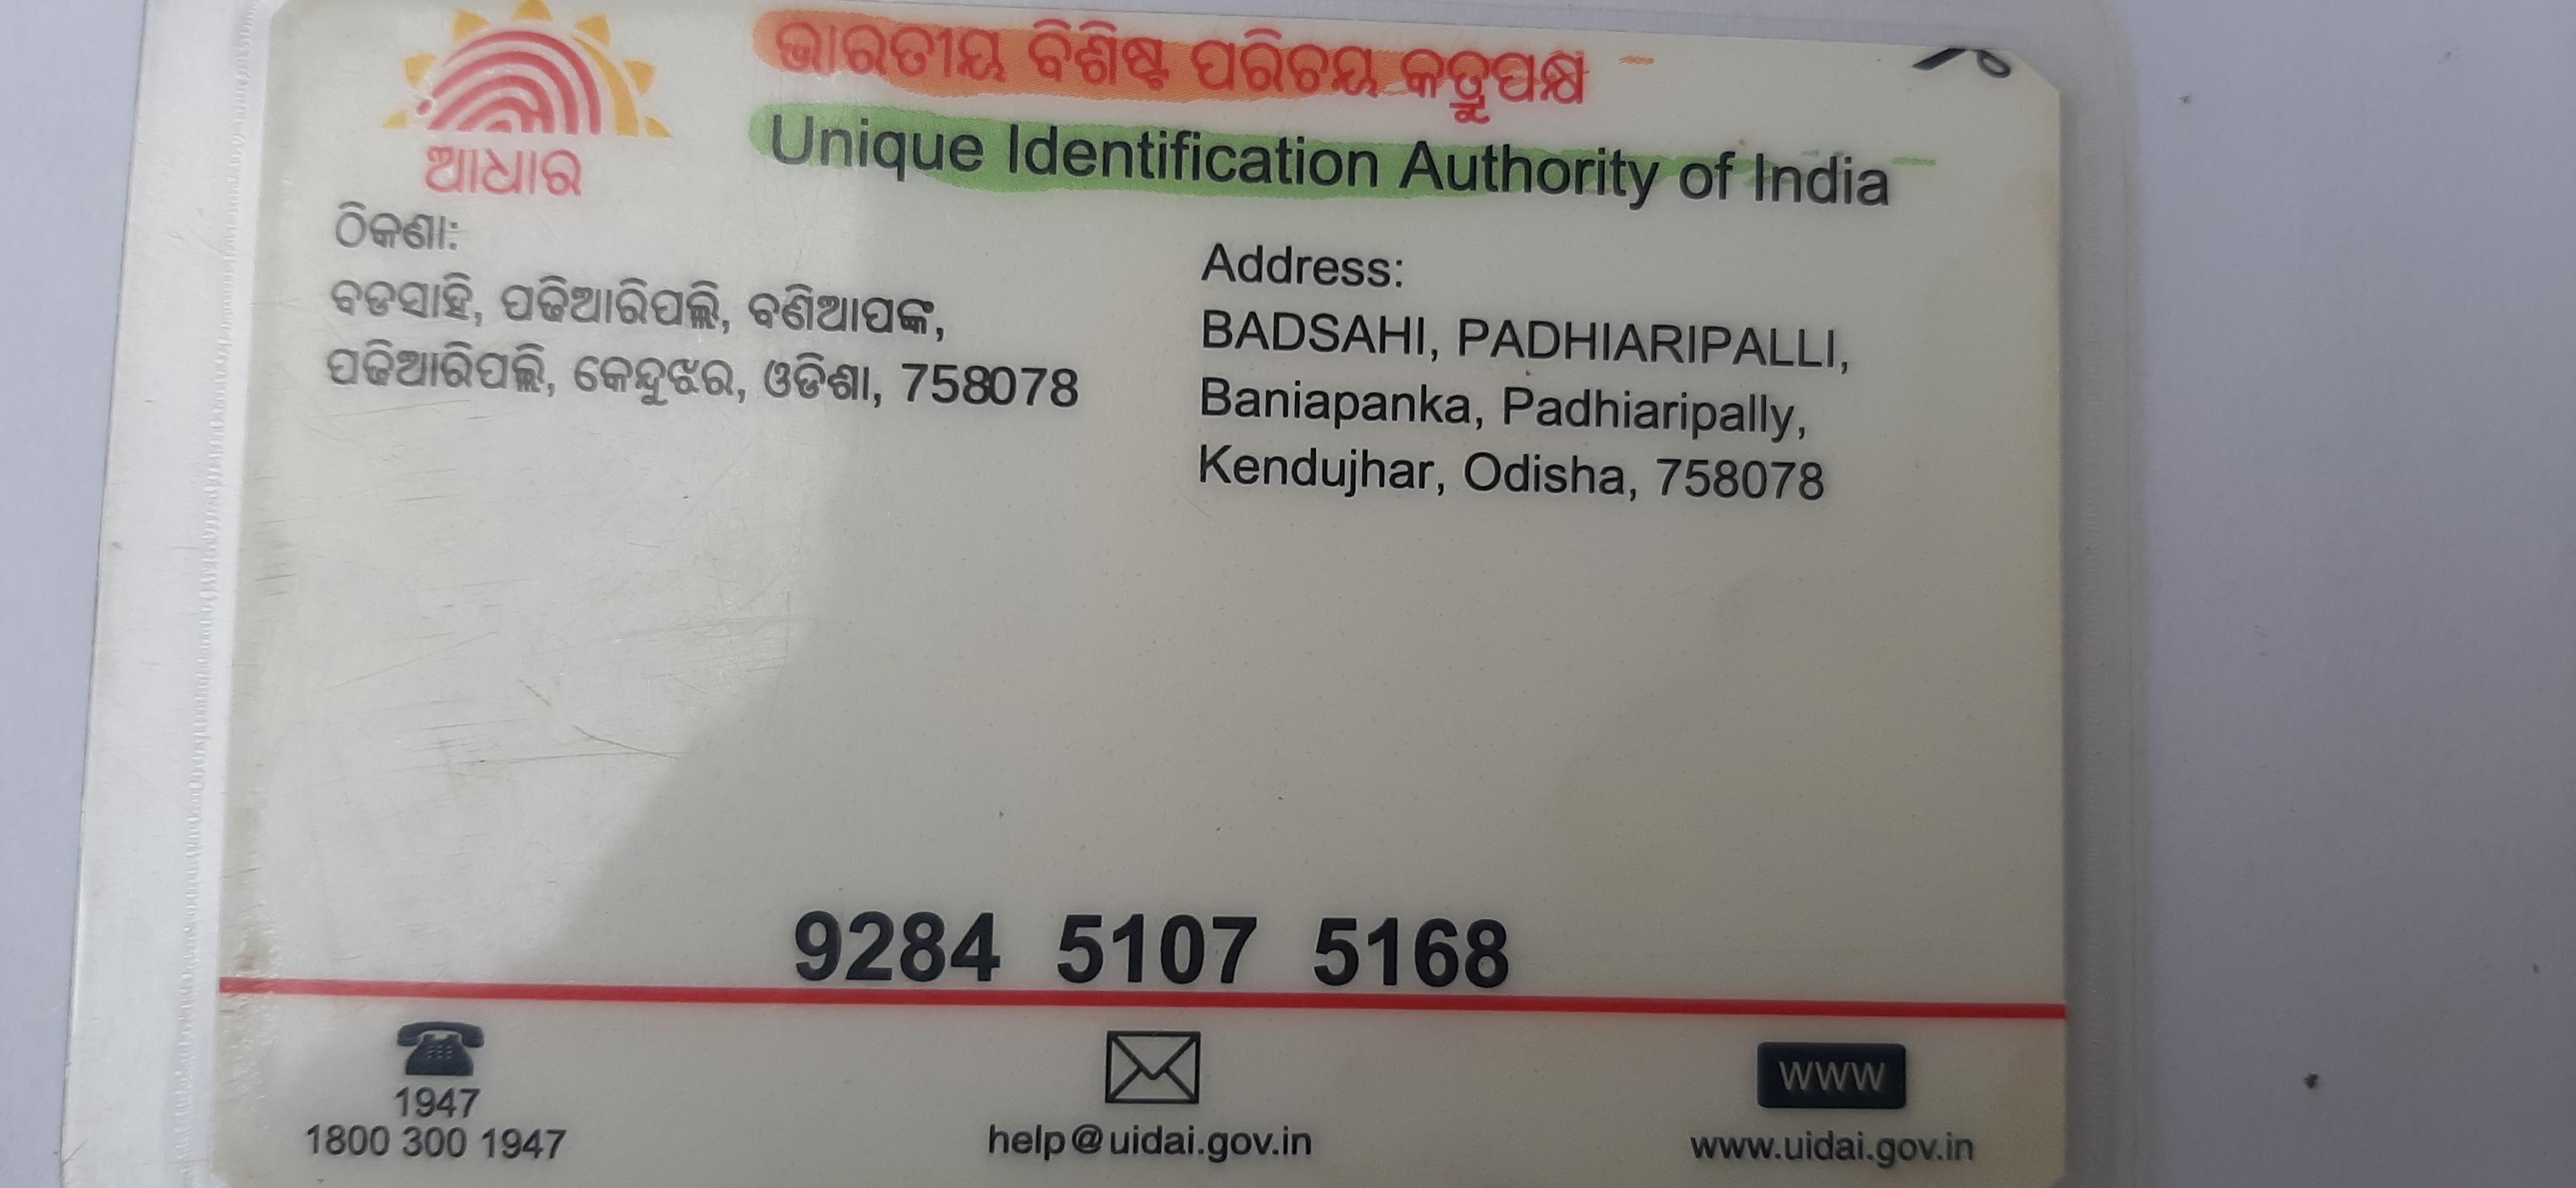 ଭାରତୀୟ ବିଶିଷ୍ଟ ପରିଚୟ କର୍ତ୍ତୃପକ୍ଷ
Unique Identification Authority of India
ଆଧାର
ଠିକଣା:
ବଡସାହି, ପଢିଆରିପଲ୍ଲି, ବଣିଆପଙ୍କ,
ପଢିଆରିପଲ୍ଲି, କେନ୍ଦୁଝର, ଓଡିଶା, 758078
Address:
BADSAHI, PADHIARIPALLI,
Baniapanka, Padhiaripally,
Kendujhar, Odisha, 758078
9284 5107 5168
1947
1800 300 1947
help@uidai.gov.in
WWW
www.uidai.gov.in